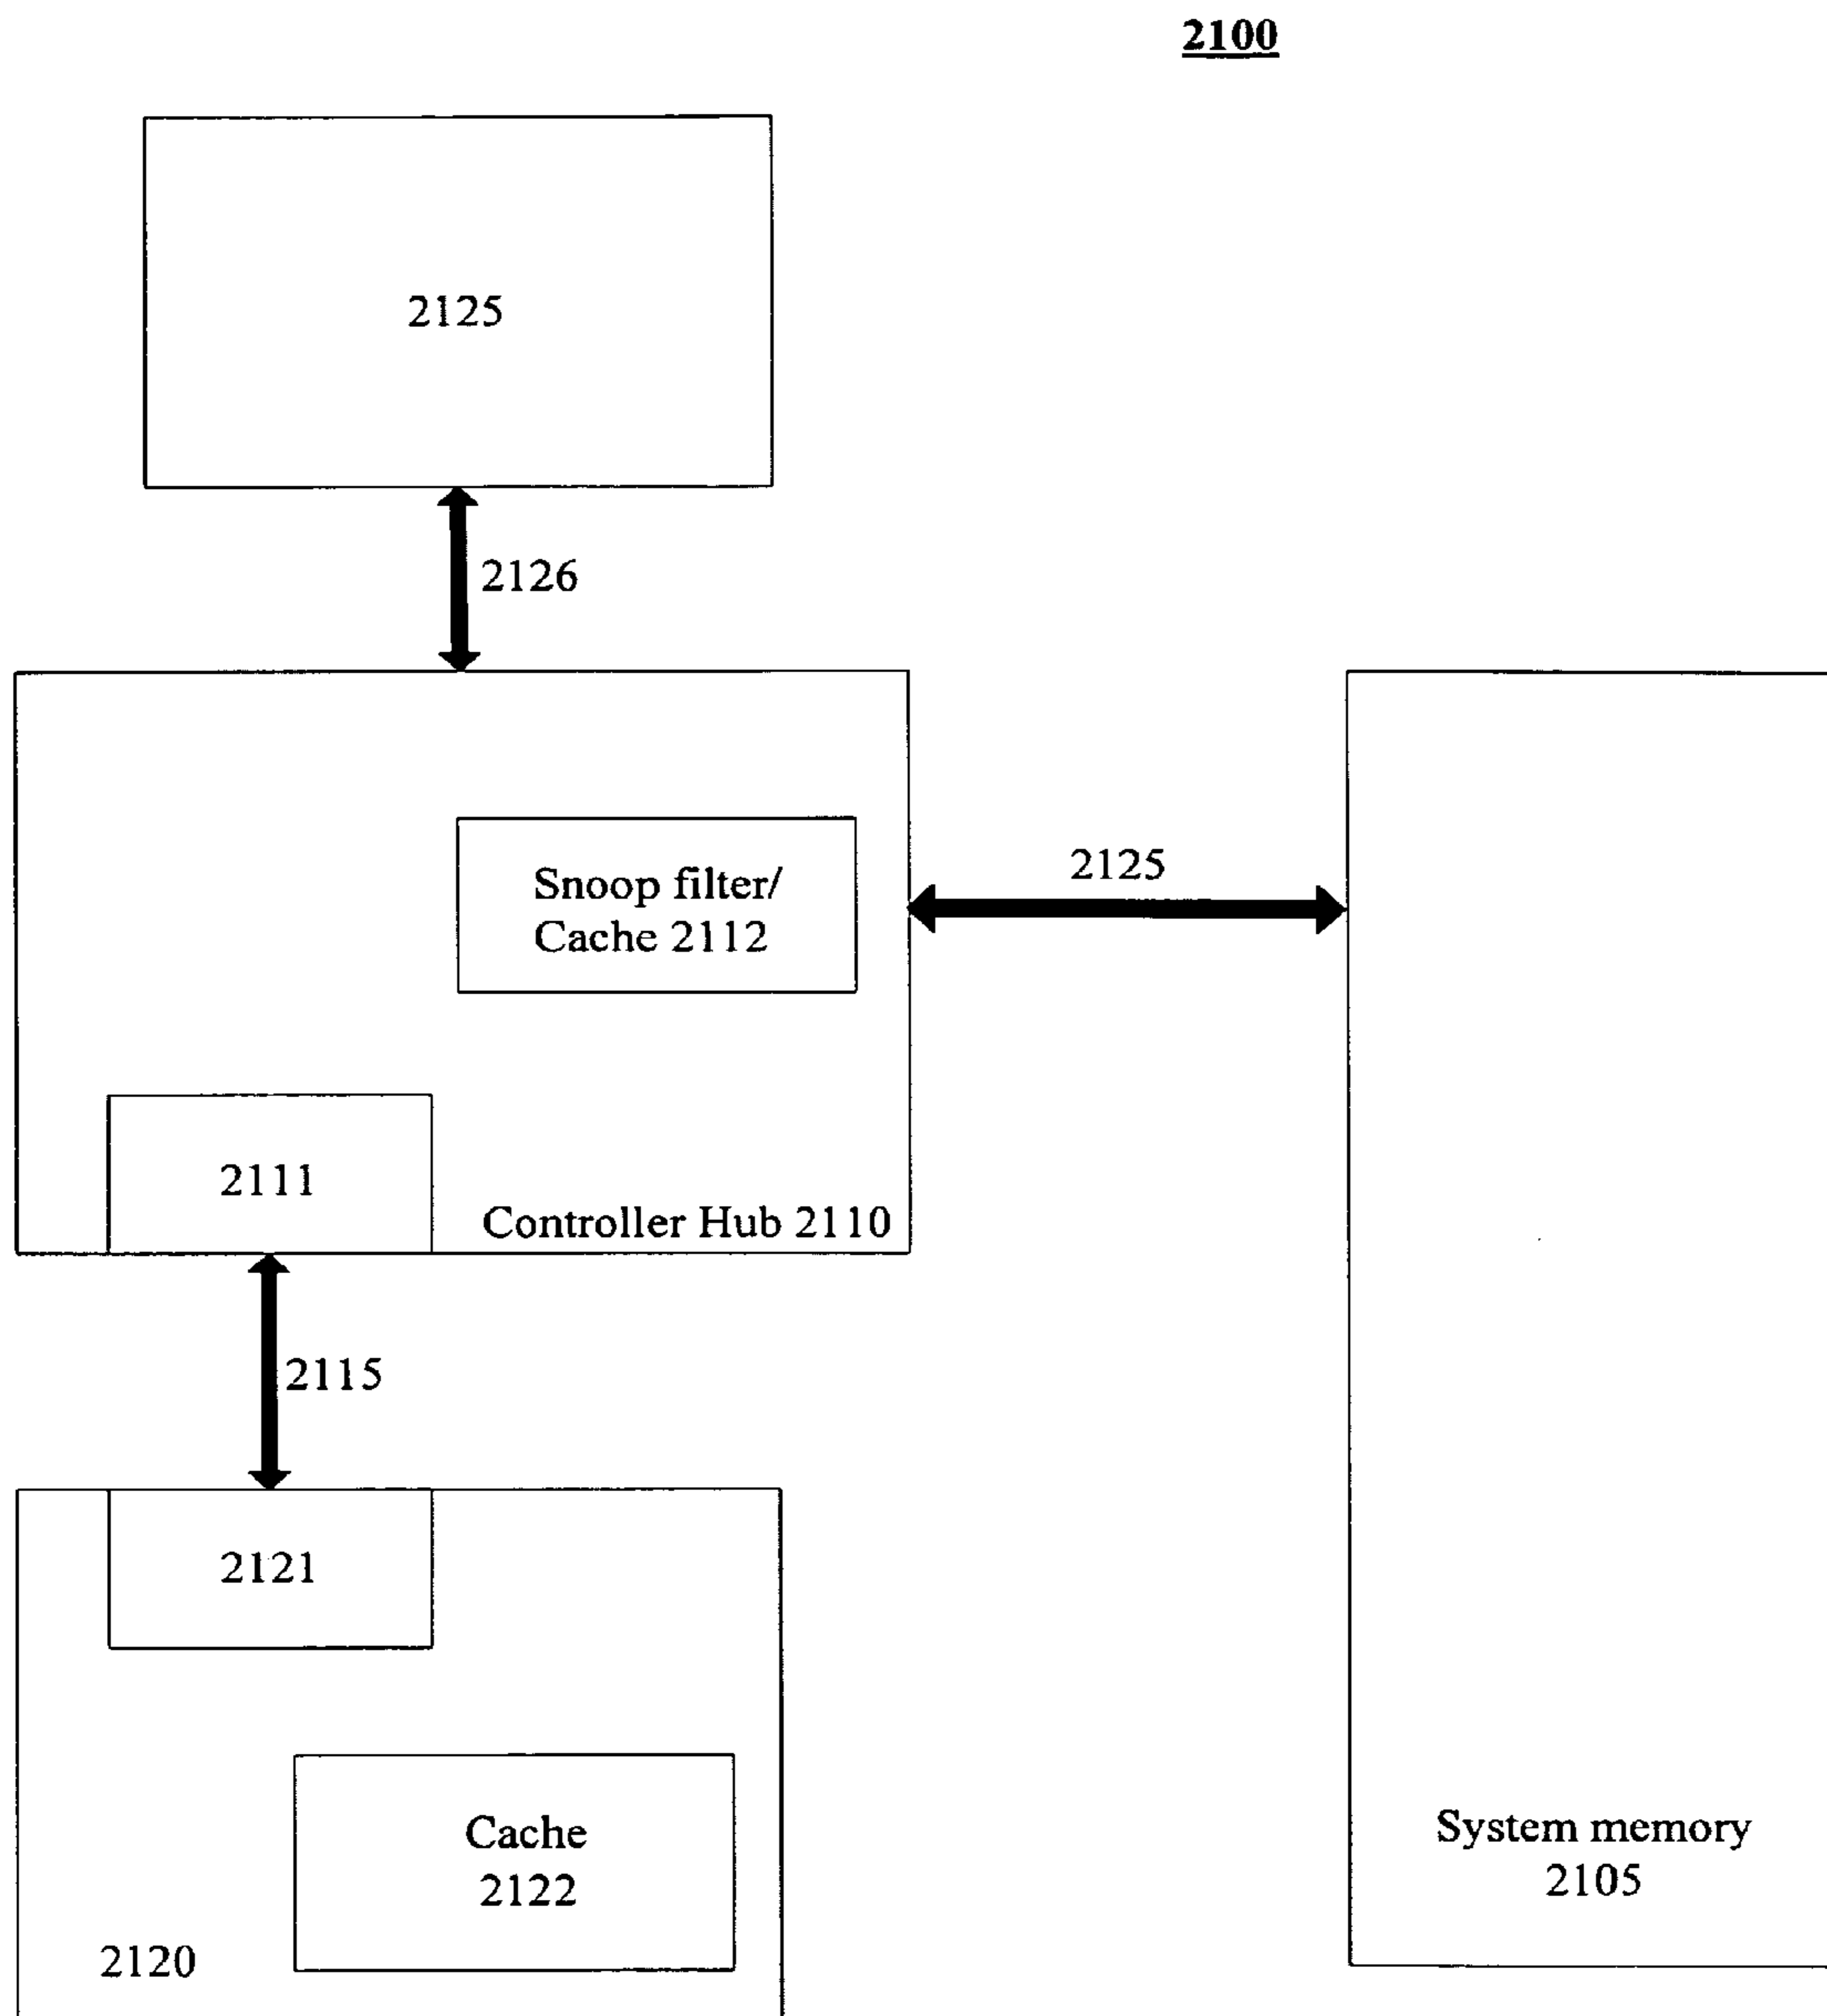 2100
2125
2126
Snoop filter/
Cache 2112
2125
2111
Controller Hub 2110
2115
2121
Cache
2122
2120
System memory
2105